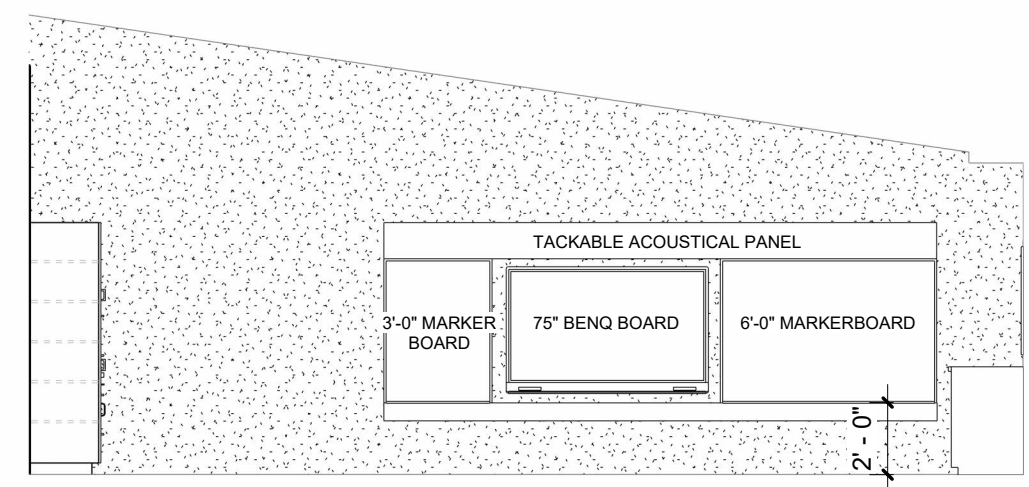 TACKABLE ACOUSTICAL PANEL
3'-0" MARKER
BOARD
75" BENQ BOARD
6'-0" MARKERBOARD
2' - 0"